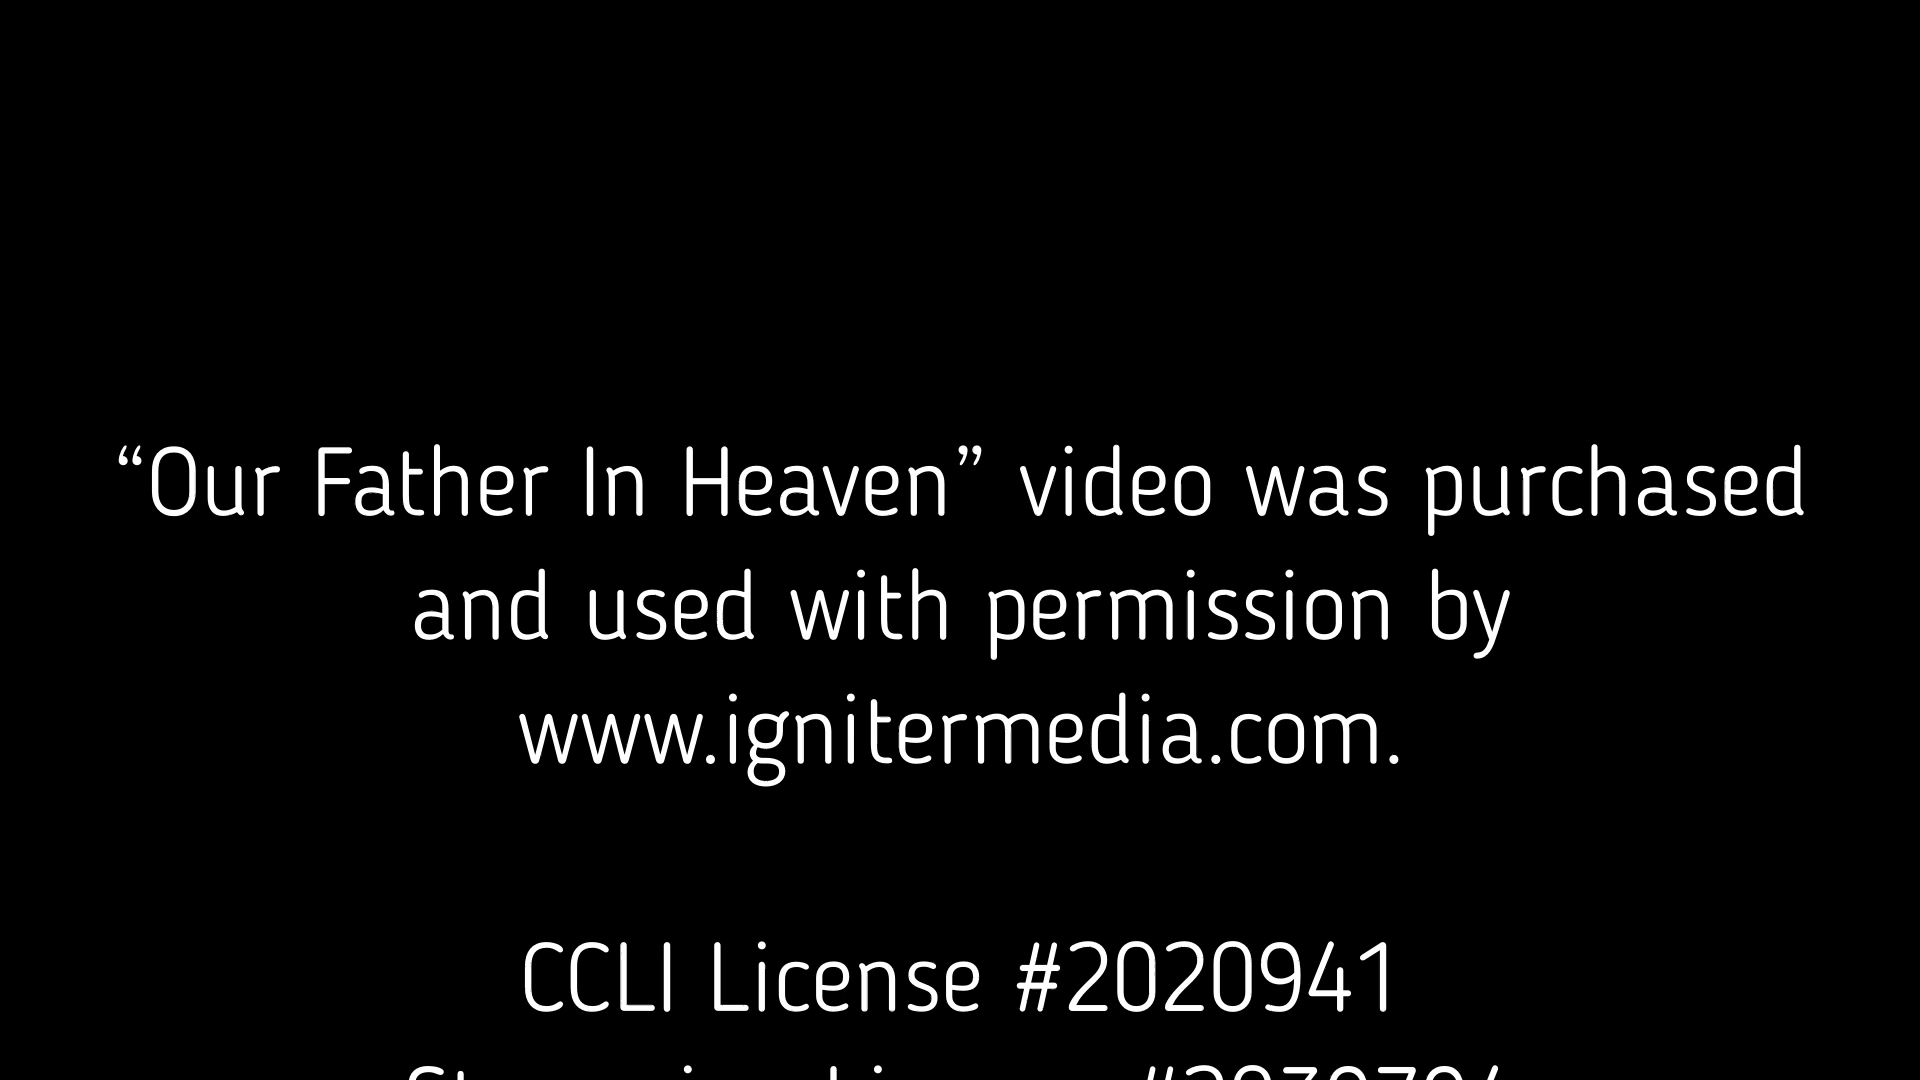 “Our Father In Heaven” video was purchased
and used with permission by
www.ignitermedia.com.
CCLI License #2020941